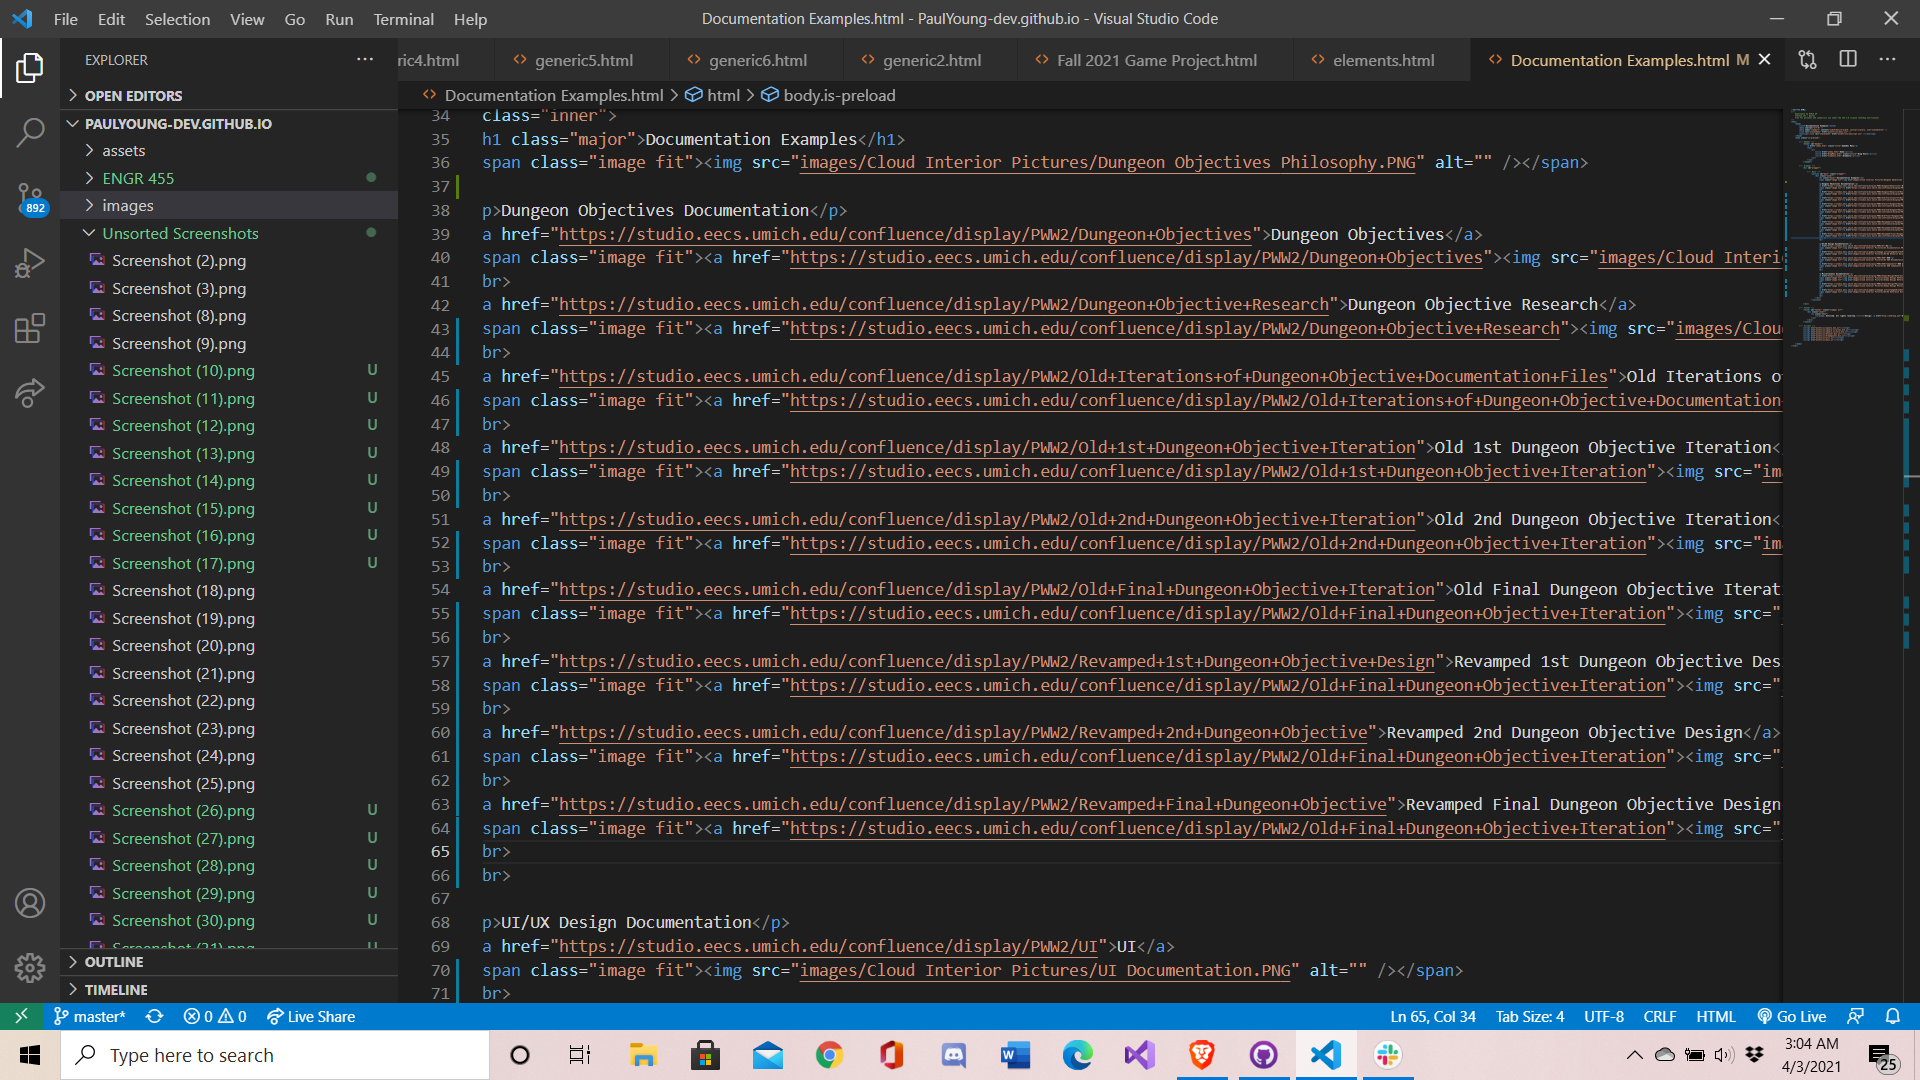 File Edit Selection View Go Run Terminal Help
Documentation Examples.html - PaulYoung-dev.github.io - Visual Studio Code
EXPLORER
OPEN EDITORS
PAULYOUNG-DEV.GITHUB.IO
assets
ENGR 455
images
Unsorted Screenshots
Screenshot (2).png
Screenshot (3).png
Screenshot (8).png
Screenshot (9).png
Screenshot (10).png U
Screenshot (11).png U
Screenshot (12).png U
Screenshot (13).png U
Screenshot (14).png U
Screenshot (15).png U
Screenshot (16).png U
Screenshot (17).png U
Screenshot (18).png
Screenshot (19).png
Screenshot (20).png
Screenshot (21).png
Screenshot (22).png
Screenshot (23).png
Screenshot (24).png
Screenshot (25).png
Screenshot (26).png U
Screenshot (27).png U
Screenshot (28).png U
Screenshot (29).png U
Screenshot (30).png U
Screenshot (31).png U
OUTLINE
TIMELINE
892
ric4.html generic5.html generic6.html generic2.html Fall 2021 Game Project.html elements.html Documentation Examples.html M
Documentation Examples.html > html > body.is-preload
34 class="inner">
35 h1 class="major">Documentation Examples</h1>
36 span class="image fit"><img src="images/Cloud Interior Pictures/Dungeon Objectives Philosophy.PNG" alt="" /></span>
37
38 p>Dungeon Objectives Documentation</p>
39 a href="https://studio.eecs.umich.edu/confluence/display/PWW2/Dungeon+Objectives">Dungeon Objectives</a>
40 span class="image fit"><a href="https://studio.eecs.umich.edu/confluence/display/PWW2/Dungeon+Objectives"><img src="images/Cloud Interi
41 br>
42 a href="https://studio.eecs.umich.edu/confluence/display/PWW2/Dungeon+Objective+Research">Dungeon Objective Research</a>
43 span class="image fit"><a href="https://studio.eecs.umich.edu/confluence/display/PWW2/Dungeon+Objective+Research"><img src="images/Clou
44 br>
45 a href="https://studio.eecs.umich.edu/confluence/display/PWW2/Old+Iterations+of+Dungeon+Objective+Documentation+Files">Old Iterations o
46 span class="image fit"><a href="https://studio.eecs.umich.edu/confluence/display/PWW2/Old+Iterations+of+Dungeon+Objective+Documentation
47 br>
48 a href="https://studio.eecs.umich.edu/confluence/display/PWW2/Old+1st+Dungeon+Objective+Iteration">Old 1st Dungeon Objective Iteration<
49 span class="image fit"><a href="https://studio.eecs.umich.edu/confluence/display/PWW2/Old+1st+Dungeon+Objective+Iteration"><img src="im
50 br>
51 a href="https://studio.eecs.umich.edu/confluence/display/PWW2/Old+2nd+Dungeon+Objective+Iteration">Old 2nd Dungeon Objective Iteration<
52 span class="image fit"><a href="https://studio.eecs.umich.edu/confluence/display/PWW2/Old+2nd+Dungeon+Objective+Iteration"><img src="im
53 br>
54 a href="https://studio.eecs.umich.edu/confluence/display/PWW2/Old+Final+Dungeon+Objective+Iteration">Old Final Dungeon Objective Iterat
55 span class="image fit"><a href="https://studio.eecs.umich.edu/confluence/display/PWW2/Old+Final+Dungeon+Objective+Iteration"><img src="
56 br>
57 a href="https://studio.eecs.umich.edu/confluence/display/PWW2/Revamped+1st+Dungeon+Objective+Design">Revamped 1st Dungeon Objective Des
58 span class="image fit"><a href="https://studio.eecs.umich.edu/confluence/display/PWW2/Old+Final+Dungeon+Objective+Iteration"><img src="
59 br>
60 a href="https://studio.eecs.umich.edu/confluence/display/PWW2/Revamped+2nd+Dungeon+Objective">Revamped 2nd Dungeon Objective Design</a>
61 span class="image fit"><a href="https://studio.eecs.umich.edu/confluence/display/PWW2/Old+Final+Dungeon+Objective+Iteration"><img src="
62 br>
63 a href="https://studio.eecs.umich.edu/confluence/display/PWW2/Revamped+Final+Dungeon+Objective">Revamped Final Dungeon Objective Design
64 span class="image fit"><a href="https://studio.eecs.umich.edu/confluence/display/PWW2/Old+Final+Dungeon+Objective+Iteration"><img src="
65 br>
66 br>
67
68 p>UI/UX Design Documentation</p>
69 a href="https://studio.eecs.umich.edu/confluence/display/PWW2/UI">UI</a>
70 span class="image fit"><img src="images/Cloud Interior Pictures/UI Documentation.PNG" alt="" /></span>
71 br>
master* 0 0 Live Share Ln 65, Col 34 Tab Size: 4 UTF-8 CRLF HTML Go Live
Type here to search
3:04 AM
4/3/2021
25